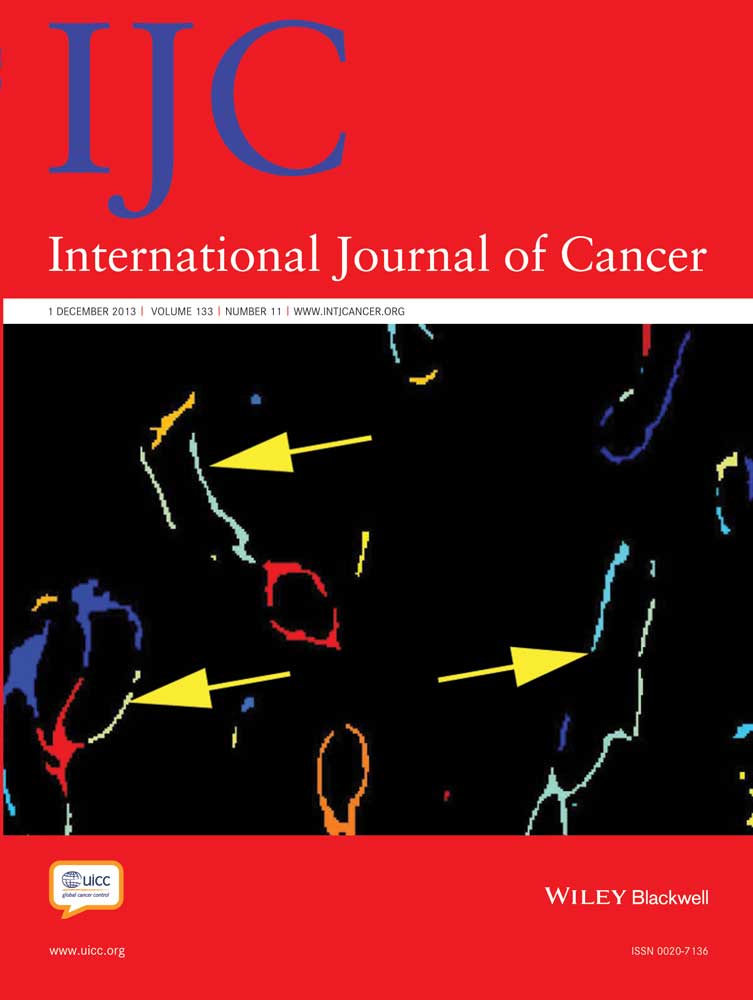 IJC
International Journal of Cancer
1 DECEMBER 2013 | VOLUME 133 | NUMBER 11 | WWW.INTJCANCER.ORG
uicc
global cancer control
WILEY Blackwell
www.uicc.org
ISSN 0020-7136